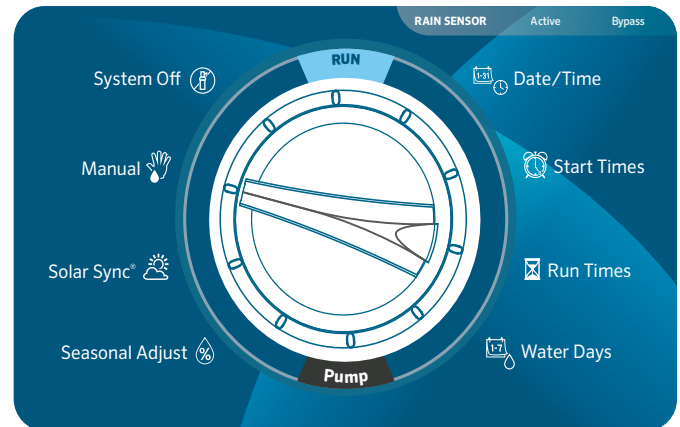 RAIN SENSOR Active Bypass
RUN
System Off
Date/Time
1-31
Manual
Start Times
Solar Sync®
Run Times
Seasonal Adjust %
1-7
Water Days
Pump